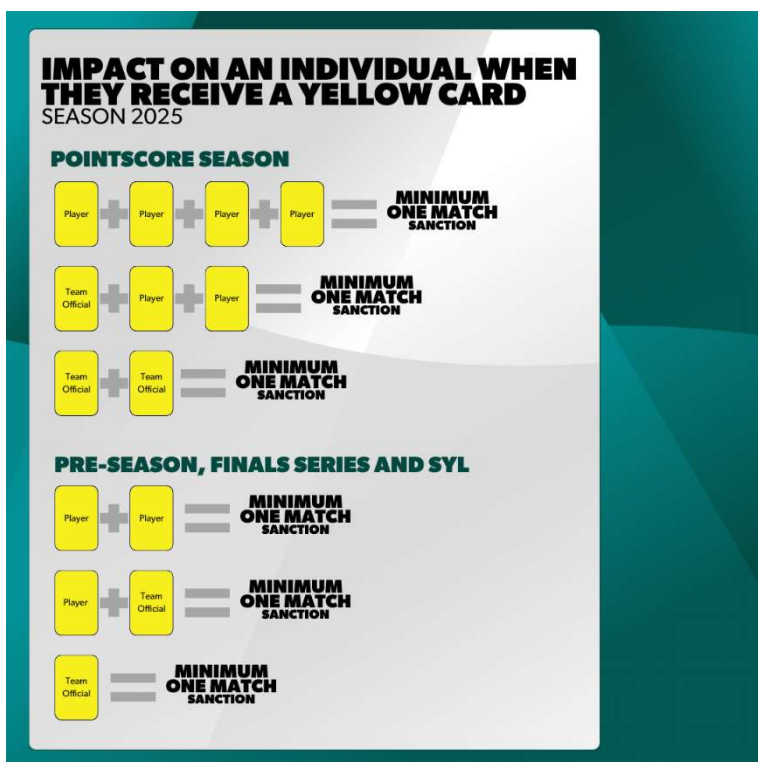 IMPACT ON AN INDIVIDUAL WHEN
THEY RECEIVE A YELLOW CARD
SEASON 2025
POINTSCORE SEASON
Player + Player + Player + Player = MINIMUM
ONE MATCH
SANCTION
Team
Official + Player + Player = MINIMUM
ONE MATCH
SANCTION
Team
Official + Team
Official = MINIMUM
ONE MATCH
SANCTION
PRE-SEASON, FINALS SERIES AND SYL
Player + Player = MINIMUM
ONE MATCH
SANCTION
Player + Team
Official = MINIMUM
ONE MATCH
SANCTION
Team
Official = MINIMUM
ONE MATCH
SANCTION